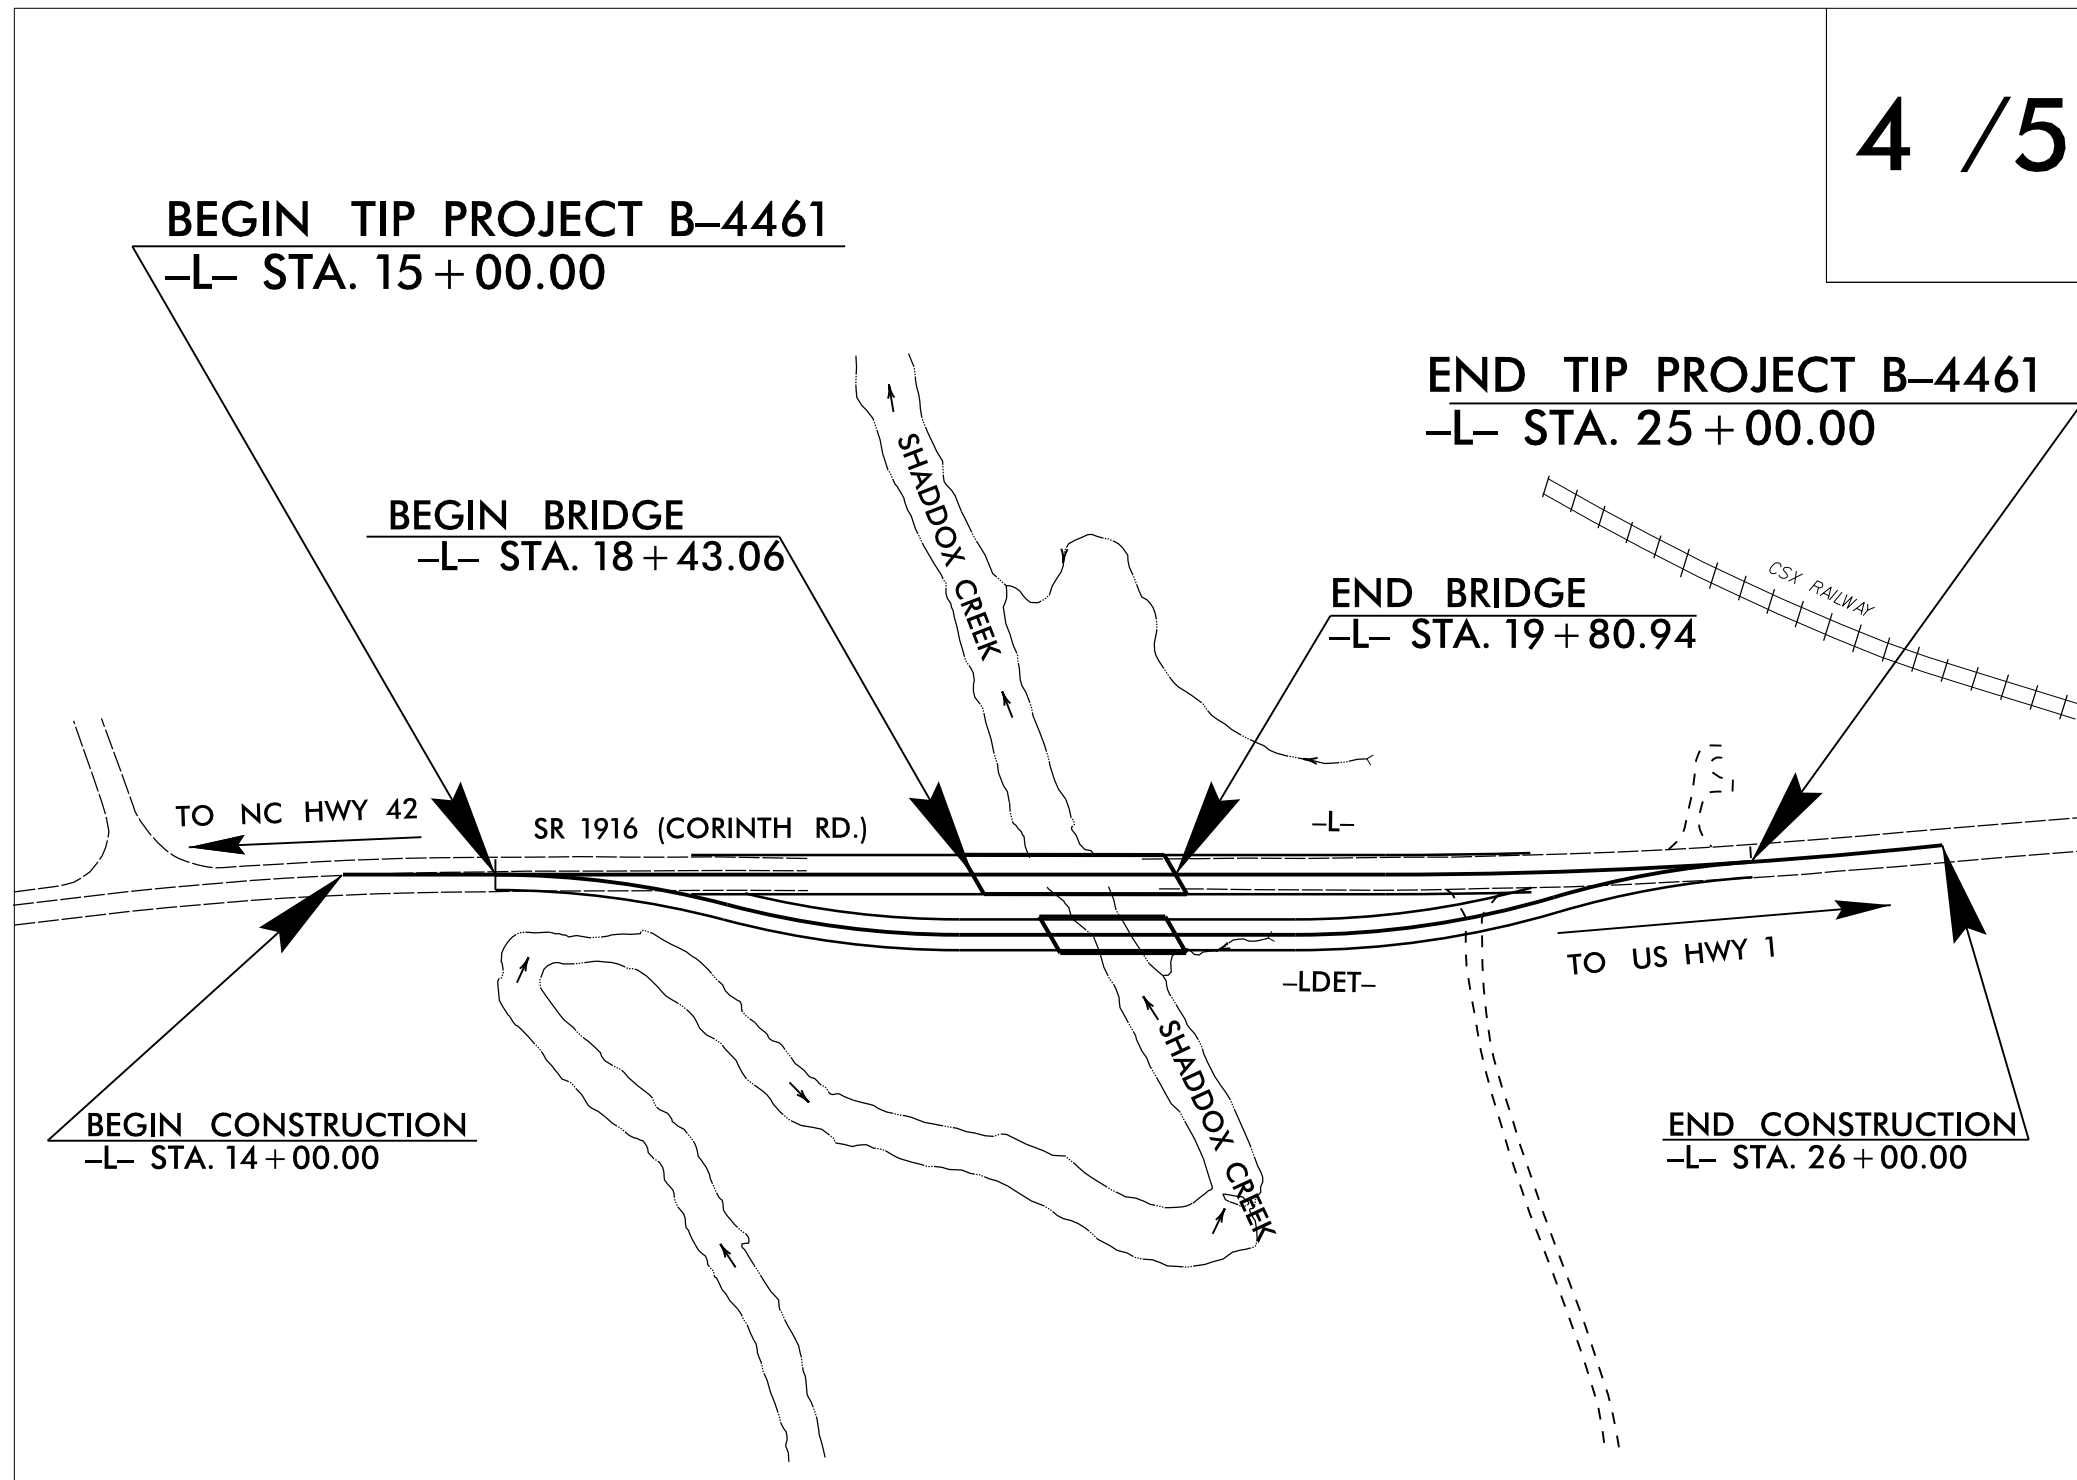 4 /5
BEGIN TIP PROJECT B–4461
–L– STA. 15+00.00
END TIP PROJECT B–4461
–L– STA. 25+00.00
SHADDOX CREEK
BEGIN BRIDGE
–L– STA. 18+43.06
END BRIDGE
–L– STA. 19+80.94
CSX RAILWAY
TO NC HWY 42
SR 1916 (CORINTH RD.)
–L–
TO US HWY 1
–LDET–
SHADDOX CREEK
BEGIN CONSTRUCTION
–L– STA. 14+00.00
END CONSTRUCTION
–L– STA. 26+00.00